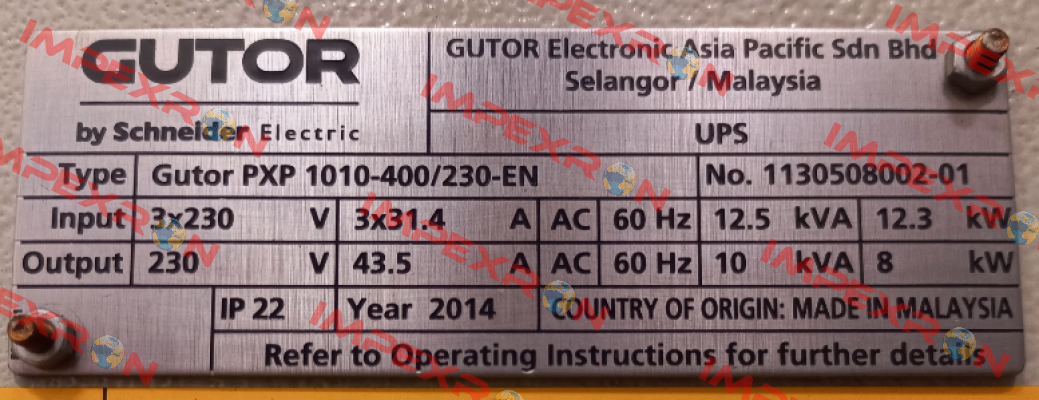 GUTOR
by Schneider Electric
GUTOR Electronic Asia Pacific Sdn Bhd
Selangor / Malaysia
UPS
Type Gutor PXP 1010-400/230-EN No. 1130508002-01
Input 3x230 V 3x31.4 A AC 60 Hz 12.5 kVA 12.3 kW
Output 230 V 43.5 A AC 60 Hz 10 kVA 8 kW
IP 22 Year 2014 COUNTRY OF ORIGIN: MADE IN MALAYSIA
Refer to Operating Instructions for further details
IMPEXRON